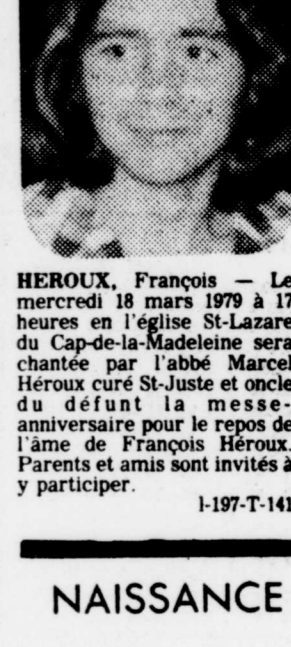 HEROUX, François — Le
mercredi 18 mars 1979 à 17
heures en l'église St-Lazare
du Cap-de-la-Madeleine sera
chantée par l'abbé Marcel
Héroux curé St-Juste et oncle
du défunt la messe-
anniversaire pour le repos de
l'âme de François Héroux.
Parents et amis sont invités à
y participer.
1-197-T-141
NAISSANCE